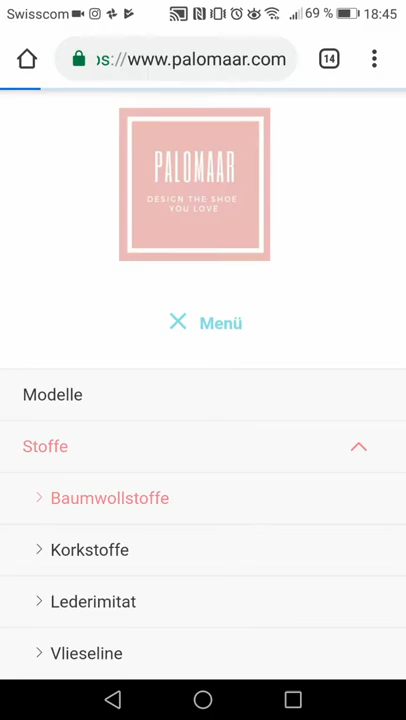 Swisscom 69 % 18:45
ps://www.palomaar.com 14
PALOMAAR
DESIGN THE SHOE
YOU LOVE
Menü
Modelle
Stoffe
Baumwollstoffe
Korkstoffe
Lederimitat
Vlieseline